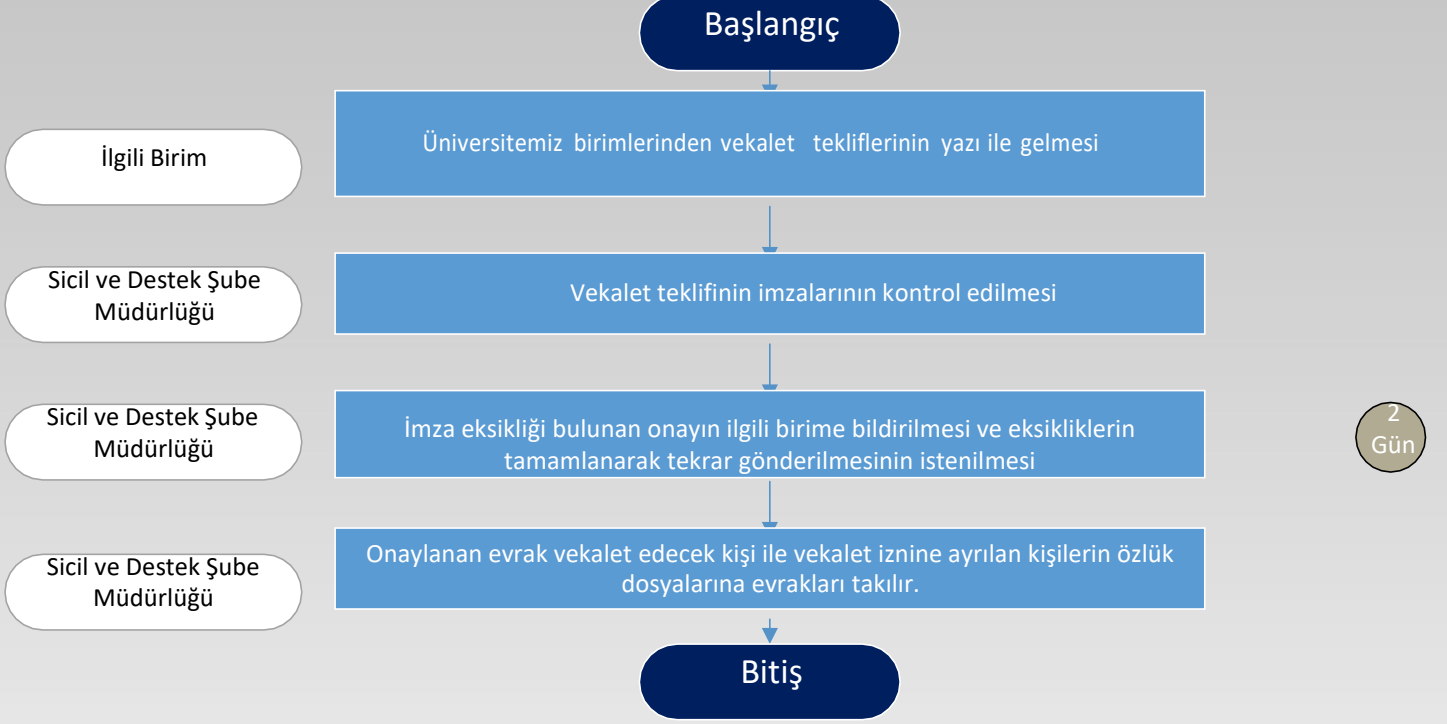 Başlangıç
İlgili Birim
Üniversitemiz birimlerinden vekalet tekliflerinin yazı ile gelmesi
Sicil ve Destek Şube
Müdürlüğü
Vekalet teklifinin imzalarının kontrol edilmesi
Sicil ve Destek Şube
Müdürlüğü
İmza eksikliği bulunan onayın ilgili birime bildirilmesi ve eksikliklerin
tamamlanarak tekrar gönderilmesinin istenilmesi
2
Gün
Sicil ve Destek Şube
Müdürlüğü
Onaylanan evrak vekalet edecek kişi ile vekalet iznine ayrılan kişilerin özlük
dosyalarına evrakları takılır.
Bitiş